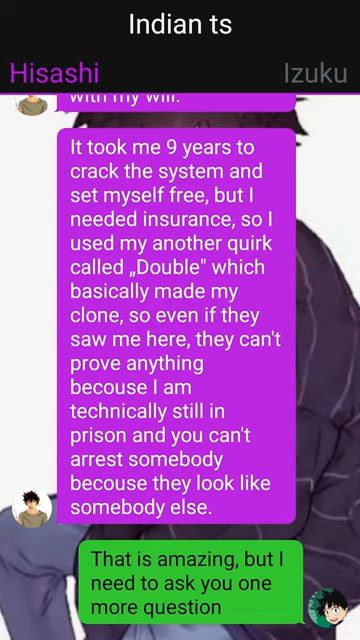 Indian ts
Hisashi
Izuku
with my will.
It took me 9 years to
crack the system and
set myself free, but I
needed insurance, so I
used my another quirk
called „Double" which
basically made my
clone, so even if they
saw me here, they can't
prove anything
becouse I am
technically still in
prison and you can't
arrest somebody
becouse they look like
somebody else.
That is amazing, but I
need to ask you one
more question